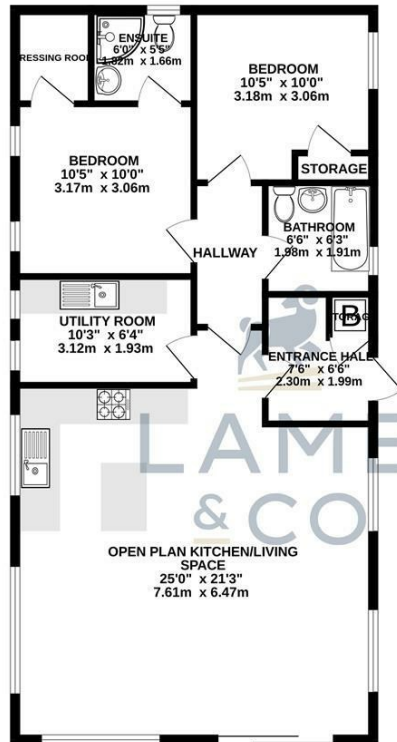 ENSUITE
6'0" x 5'5"
1.82m x 1.66m
RESSING ROOM
BEDROOM
10'5" x 10'0"
3.18m x 3.06m
STORAGE
BEDROOM
10'5" x 10'0"
3.17m x 3.06m
BATHROOM
6'6" x 6'3"
1.98m x 1.91m
HALLWAY
UTILITY ROOM
10'3" x 6'4"
3.12m x 1.93m
B
ENTRANCE HALL
7'6" x 6'6"
2.30m x 1.99m
LAMB
& CO
OPEN PLAN KITCHEN/LIVING
SPACE
25'0" x 21'3"
7.61m x 6.47m